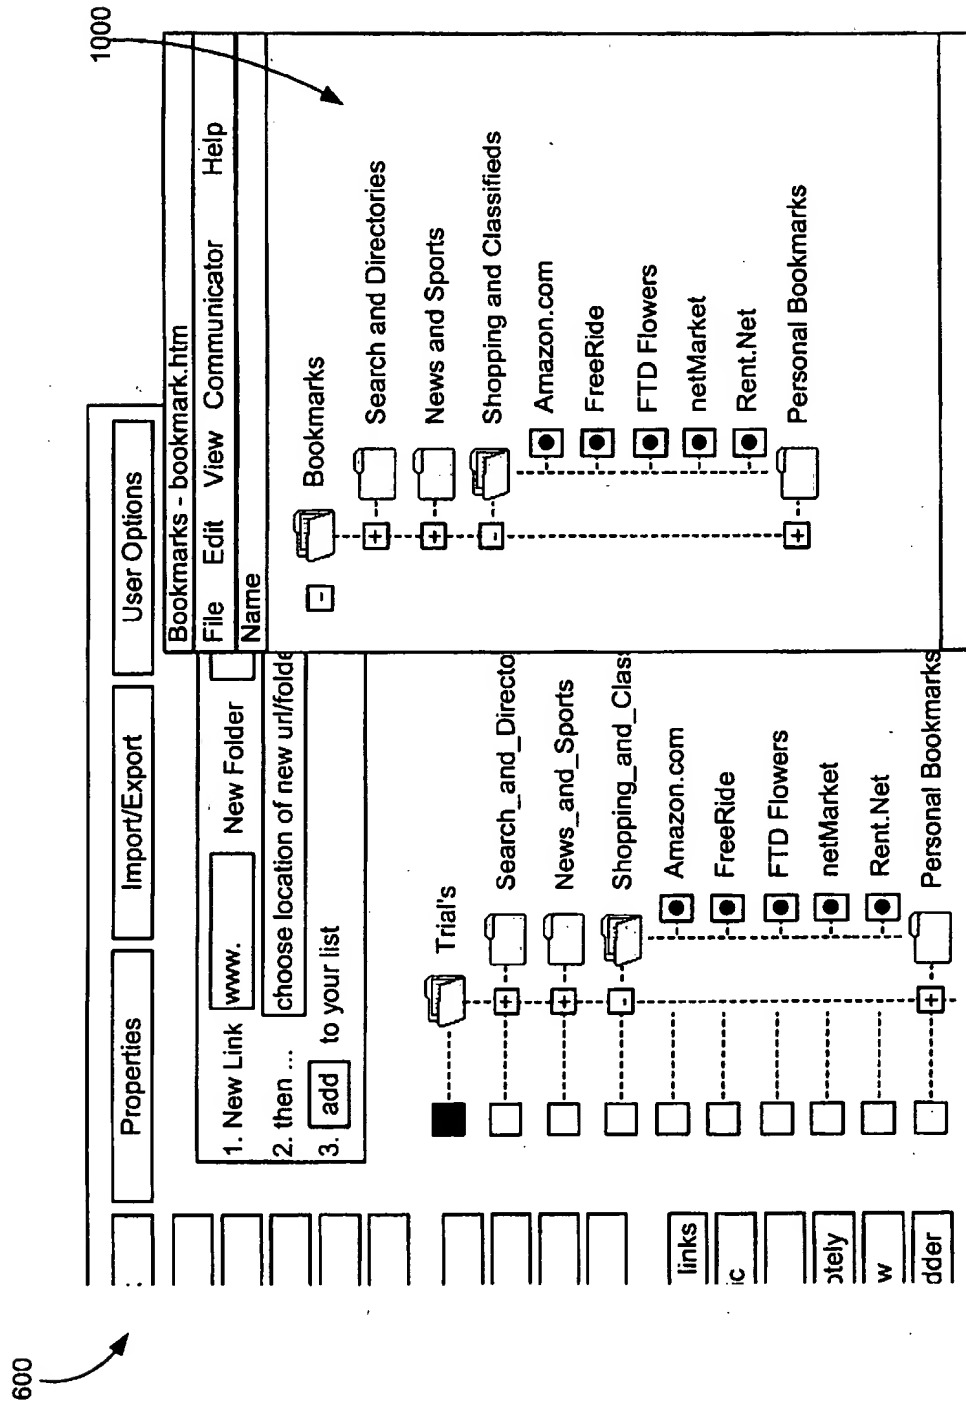 600
1000
Properties
Import/Export
User Options
Bookmarks - bookmark.htm
File Edit View Communicator Help
Name
1. New Link www. New Folder
2. then ... choose location of new url/folde
3. add to your list
Trial's
+ Search_and_Directo
+ News_and_Sports
- Shopping_and_Clas
Amazon.com
FreeRide
FTD Flowers
netMarket
Rent.Net
+ Personal Bookmarks
- Bookmarks
+ Search and Directories
+ News and Sports
- Shopping and Classifieds
Amazon.com
FreeRide
FTD Flowers
netMarket
Rent.Net
+ Personal Bookmarks
links
ic
otely
w
dder